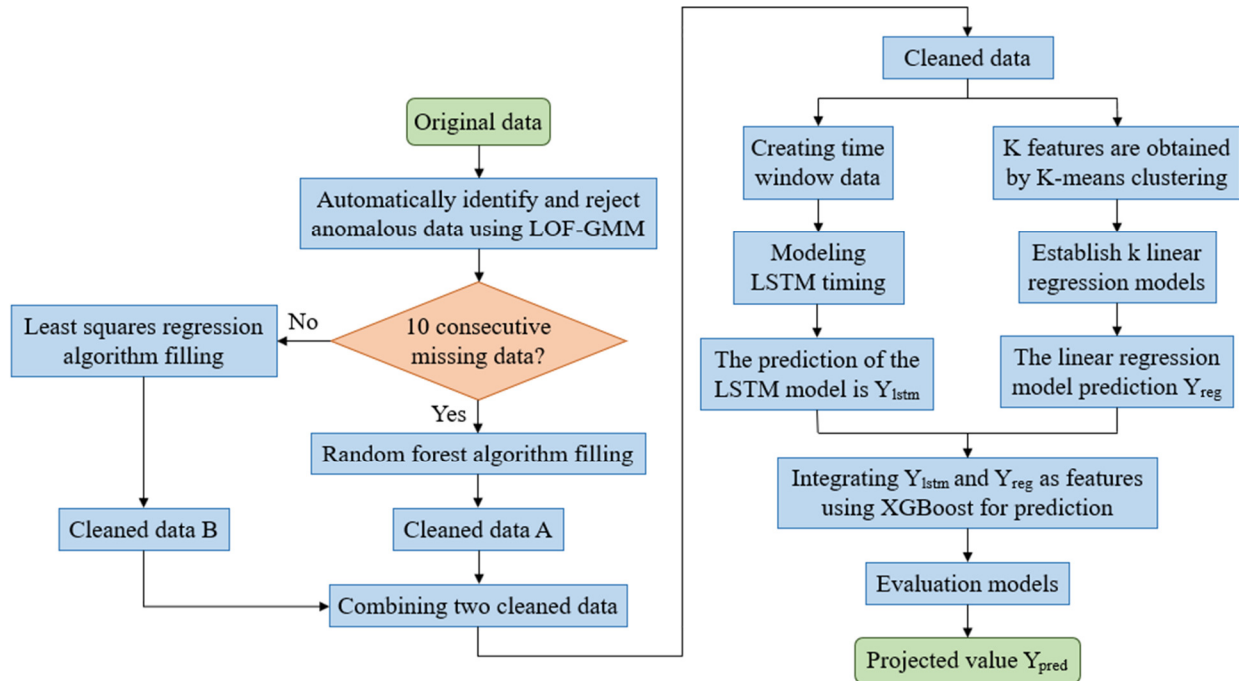 Original data
Automatically identify and reject
anomalous data using LOF-GMM
10 consecutive
missing data?
No
Least squares regression
algorithm filling
Yes
Random forest algorithm filling
Cleaned data B
Cleaned data A
Combining two cleaned data
Cleaned data
Creating time
window data
K features are obtained
by K-means clustering
Modeling
LSTM timing
Establish k linear
regression models
The prediction of the
LSTM model is Ylstm
The linear regression
model prediction Yreg
Integrating Ylstm and Yreg as features
using XGBoost for prediction
Evaluation models
Projected value Ypred